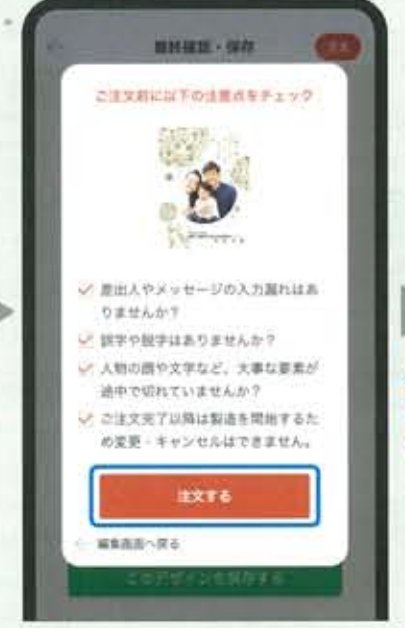 最終確認・保存
ご注文前に以下の注意点をチェック
差出人やメッセージの入力漏れはあ
りませんか？
誤字や脱字はありませんか？
人物の顔や文字など、大事な要素が
途中で切れていませんか？
ご注文完了以降は製造を開始するた
め変更・キャンセルはできません。
注文する
← 編集画面へ戻る
このデザインを保存する